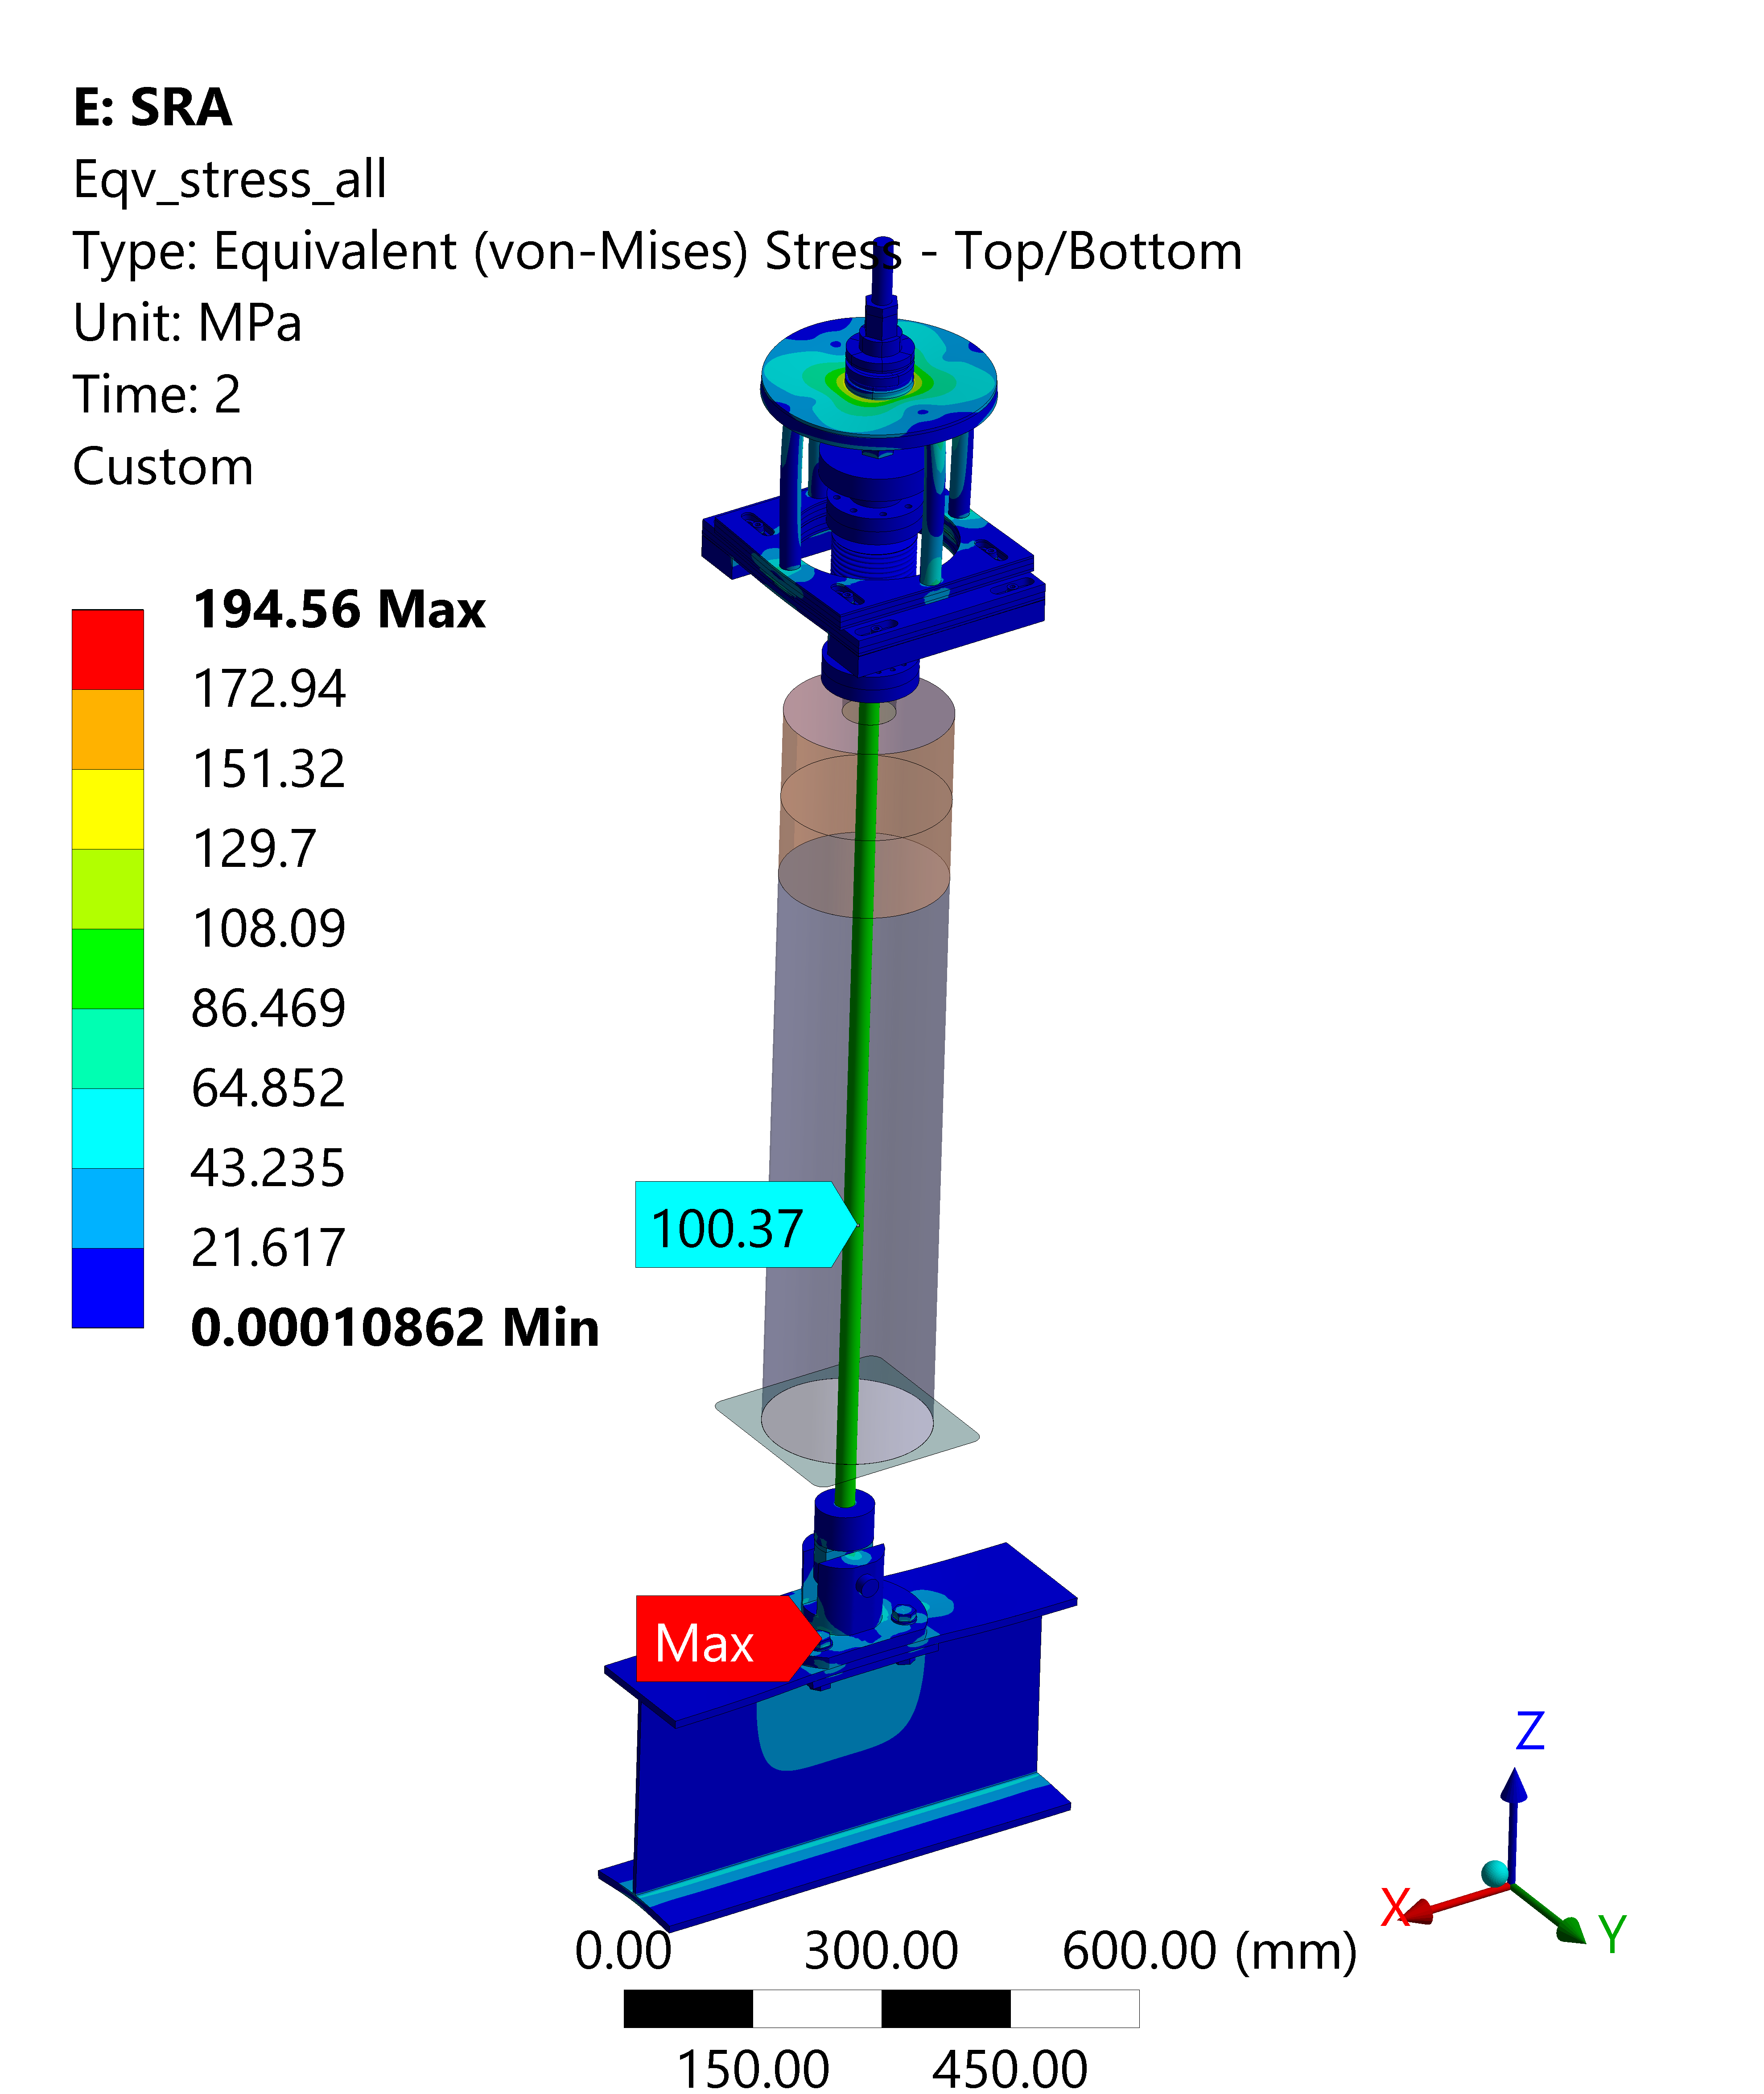 E: SRA
Eqv_stress_all
Type: Equivalent (von-Mises) Stress - Top/Bottom
Unit: MPa
Time: 2
Custom
194.56 Max
172.94
151.32
129.7
108.09
86.469
64.852
43.235
21.617
0.00010862 Min
100.37
Max
Z
X
Y
0.00 300.00 600.00 (mm)
150.00 450.00